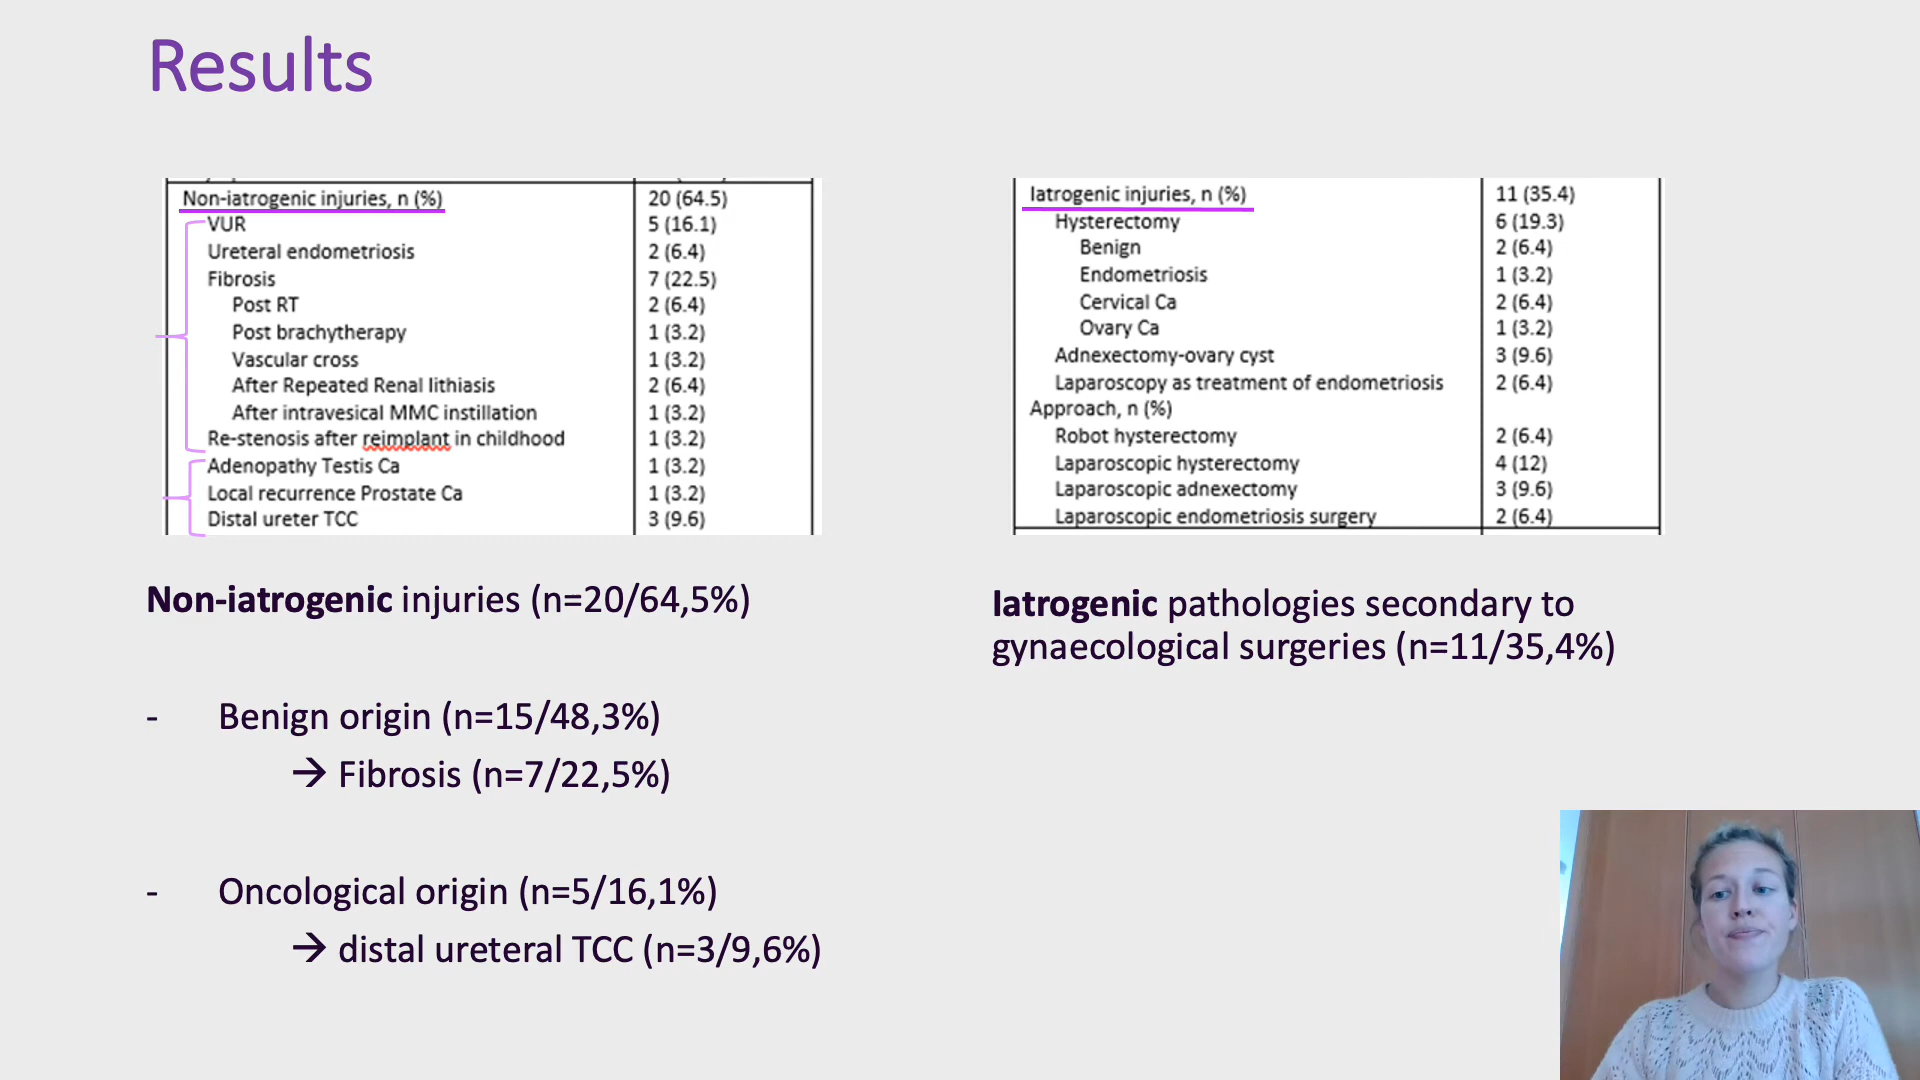 Results
Non-iatrogenic injuries, n (%) 20 (64.5)
VUR 5 (16.1)
Ureteral endometriosis 2 (6.4)
Fibrosis 7 (22.5)
Post RT 2 (6.4)
Post brachytherapy 1 (3.2)
Vascular cross 1 (3.2)
After Repeated Renal lithiasis 2 (6.4)
After intravesical MMC instillation 1 (3.2)
Re-stenosis after reimplant in childhood 1 (3.2)
Adenopathy Testis Ca 1 (3.2)
Local recurrence Prostate Ca 1 (3.2)
Distal ureter TCC 3 (9.6)
Iatrogenic injuries, n (%) 11 (35.4)
Hysterectomy 6 (19.3)
Benign 2 (6.4)
Endometriosis 1 (3.2)
Cervical Ca 2 (6.4)
Ovary Ca 1 (3.2)
Adnexectomy-ovary cyst 3 (9.6)
Laparoscopy as treatment of endometriosis 2 (6.4)
Approach, n (%)
Robot hysterectomy 2 (6.4)
Laparoscopic hysterectomy 4 (12)
Laparoscopic adnexectomy 3 (9.6)
Laparoscopic endometriosis surgery 2 (6.4)
Non-iatrogenic injuries (n=20/64,5%)
- Benign origin (n=15/48,3%)
→ Fibrosis (n=7/22,5%)
- Oncological origin (n=5/16,1%)
→ distal ureteral TCC (n=3/9,6%)
Iatrogenic pathologies secondary to
gynaecological surgeries (n=11/35,4%)